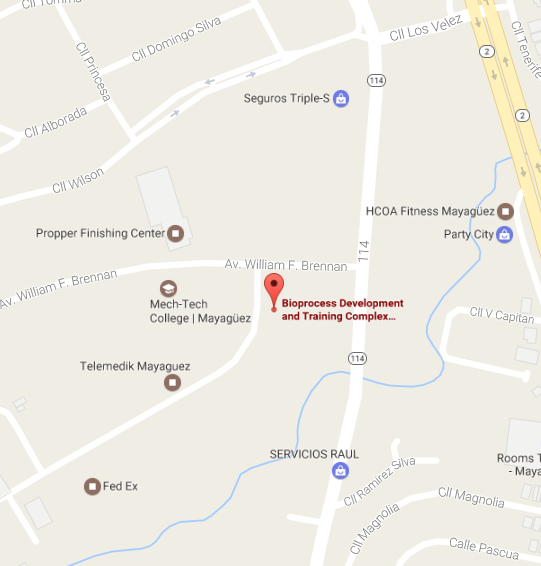 Cll Tommy
Cll Domingo Silva
Cll Los Velez
Cll Princesa
2
Cll Tenerife
114
Seguros Triple-S
2
Cll Alborada
Cll Wilson
HCOA Fitness Mayagüez
Propper Finishing Center
Party City
114
Av. William F. Brennan
Av. William F. Brennan
Mech-Tech
College | Mayagüez
Bioprocess Development
and Training Complex...
Cll V Capitan
114
Telemedik Mayaguez
SERVICIOS RAUL
Rooms T
- Maya
Cll Ramirez Silva
Fed Ex
Cll Magnolia
Cll Magnolia
Calle Pascua